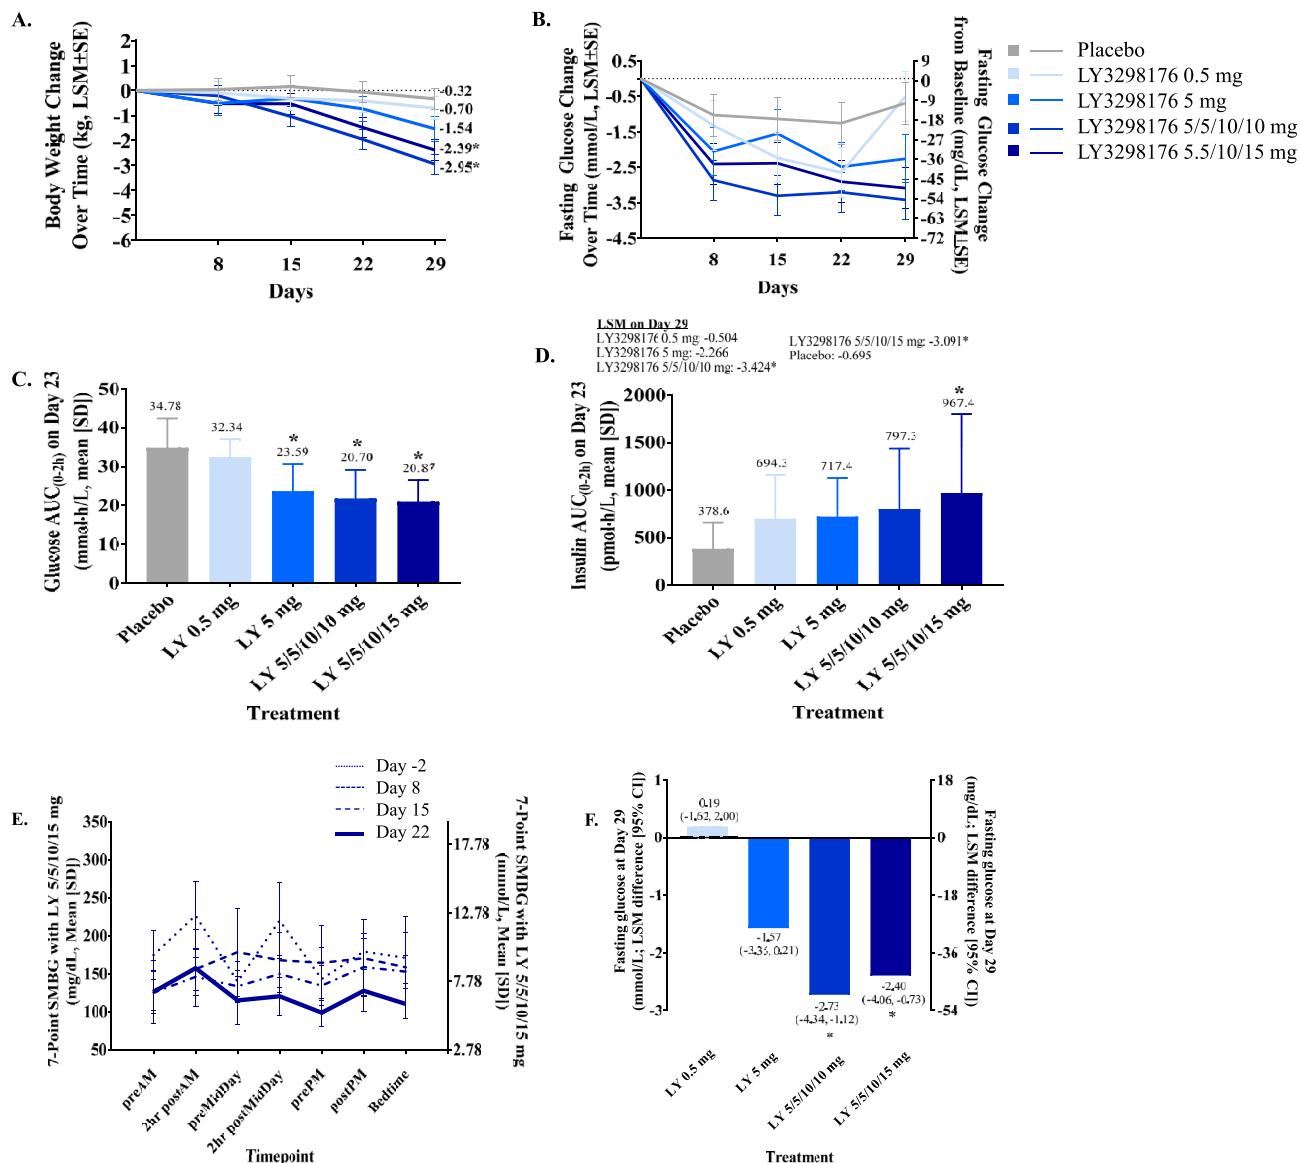 A.
Body Weight Change
Over Time (kg, LSM±SE)
2
1
0
-1
-2
-3
-4
-5
-6
-0.32
-0.70
-1.54
-2.39*
-2.95*
8 15 22 29
Days
B.
Fasting Glucose Change
Over Time (mmol/L, LSM±SE)
0.5
-0.5
-1.5
-2.5
-3.5
-4.5
9
0
-9
-18
-27
-36
-45
-54
-63
-72
Fasting Glucose Change
from Baseline (mg/dL, LSM±SE)
8 15 22 29
Days
Placebo
LY3298176 0.5 mg
LY3298176 5 mg
LY3298176 5/5/10/10 mg
LY3298176 5.5/10/15 mg
LSM on Day 29
LY3298176 0.5 mg: -0.504
LY3298176 5 mg: -2.266
LY3298176 5/5/10/10 mg: -3.424*
LY3298176 5/5/10/15 mg: -3.091*
Placebo: -0.695
C.
Glucose AUC(0-2h) on Day 23
(mmol·h/L, mean [SD])
50
40
30
20
10
0
34.78
32.34
*
23.59
*
20.70
*
20.87
Placebo
LY 0.5 mg
LY 5 mg
LY 5/5/10/10 mg
LY 5/5/10/15 mg
Treatment
D.
Insulin AUC(0-2h) on Day 23
(pmol·h/L, mean [SD])
2000
1500
1000
500
0
378.6
694.3
717.4
797.3
*
967.4
Placebo
LY 0.5 mg
LY 5 mg
LY 5/5/10/10 mg
LY 5/5/10/15 mg
Treatment
E.
Day -2
Day 8
Day 15
Day 22
7-Point SMBG with LY 5/5/10/15 mg
(mg/dL, Mean [SD])
350
300
250
200
150
100
50
17.78
12.78
7.78
2.78
7-Point SMBG with LY 5/5/10/15 mg
(mmol/L, Mean [SD])
preAM
2hr postAM
preMidDay
2hr postMidDay
prePM
postPM
Bedtime
Timepoint
F.
Fasting glucose at Day 29
(mmol/L; LSM difference [95% CI])
1
0
-1
-2
-3
0.19
(-1.62, 2.00)
-1.57
(-3.35, 0.21)
-2.73
(-4.34, -1.12)
*
-2.40
(-4.06, -0.73)
*
18
0
-18
-36
-54
Fasting glucose at Day 29
(mg/dL; LSM difference [95% CI])
LY 0.5 mg
LY 5 mg
LY 5/5/10/10 mg
LY 5/5/10/15 mg
Treatment